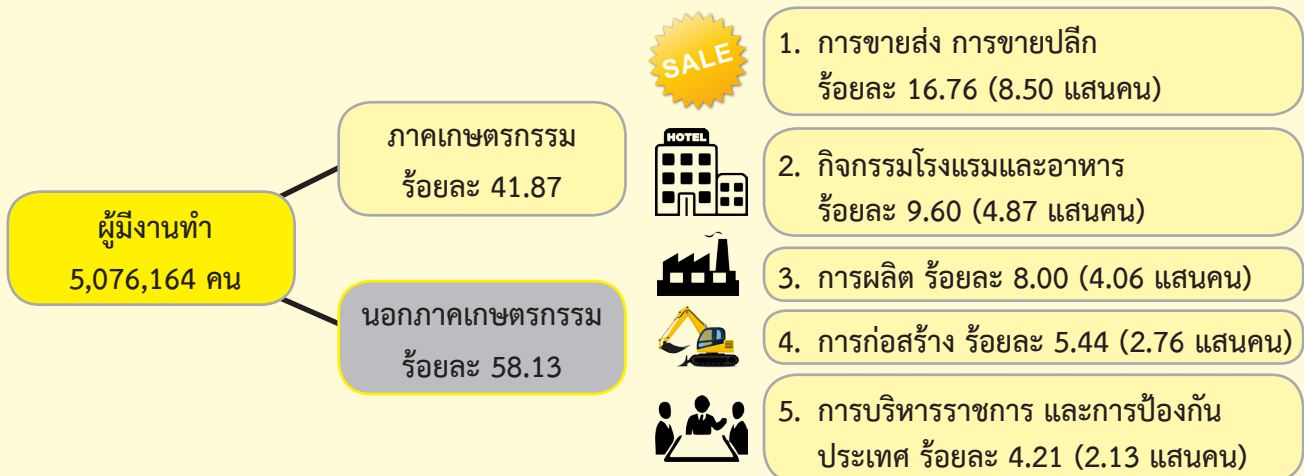 ผู้มีงานทำ
5,076,164 คน
ภาคเกษตรกรรม
ร้อยละ 41.87
นอกภาคเกษตรกรรม
ร้อยละ 58.13
SALE
1. การขายส่ง การขายปลีก
ร้อยละ 16.76 (8.50 แสนคน)
HOTEL
2. กิจกรรมโรงแรมและอาหาร
ร้อยละ 9.60 (4.87 แสนคน)
3. การผลิต ร้อยละ 8.00 (4.06 แสนคน)
4. การก่อสร้าง ร้อยละ 5.44 (2.76 แสนคน)
5. การบริหารราชการ และการป้องกัน
ประเทศ ร้อยละ 4.21 (2.13 แสนคน)